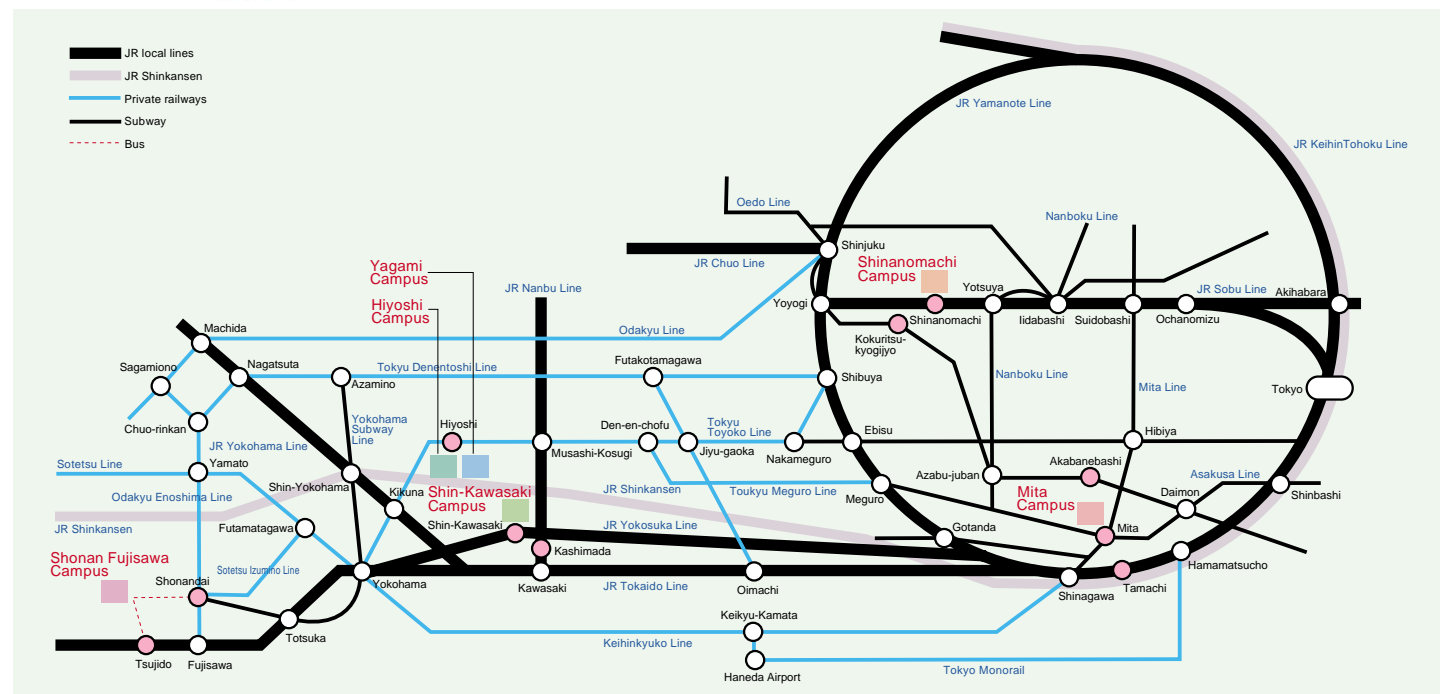 JR local lines
JR Shinkansen
Private railways
Subway
Bus
JR Yamante Line
JR KeihinTohoku Line
Oedo Line
Nanboku Line
Shinjuku
JR Chuo Line
Shinanomachi
Campus
Yagami
Campus
Hiyoshi
Campus
JR Nanbu Line
Yoyogi
Yotsuya
JR Sobu Line
Akihabara
Shinanomachi
Iidabashi
Suidobashi
Ochanomizu
Kokuritsu-
kyogijyo
Machida
Odakyu Line
Sagamiono
Nagatsuta
Tokyu Denentoshi Line
Futakotamagawa
Azamino
Shibuya
Nanboku Line
Mita Line
Tokyo
Chuo-rinkan
Yokohama
Subway
Line
Hiyoshi
Den-en-chofu
Tokyu
Toyoko Line
Ebisu
Hibiya
JR Yokohama Line
Musashi-Kosugi
Jiyu-gaoka
Nakameguro
Sotetsu Line
Yamato
Shin-Yokohama
Kikuna
Shin-Kawasaki
Campus
JR Shinkansen
Toukyu Meguro Line
Meguro
Azabu-juban
Akabanebashi
Asakusa Line
Shinbashi
Daimon
Mita
Campus
Odakyu Enoshima Line
JR Shinkansen
Futamatagawa
Shin-Kawasaki
JR Yokosuka Line
Gotanda
Mita
Kashimada
Hamamatsucho
Shonan Fujisawa
Campus
Sotetsu Izumino Line
Shonandai
Yokohama
Kawasaki
JR Tokaido Line
Oimachi
Shinagawa
Tamachi
Totsuka
Keikyu-Kamata
Keihinkyuko Line
Tsujido
Fujisawa
Haneda Airport
Tokyo Monorail